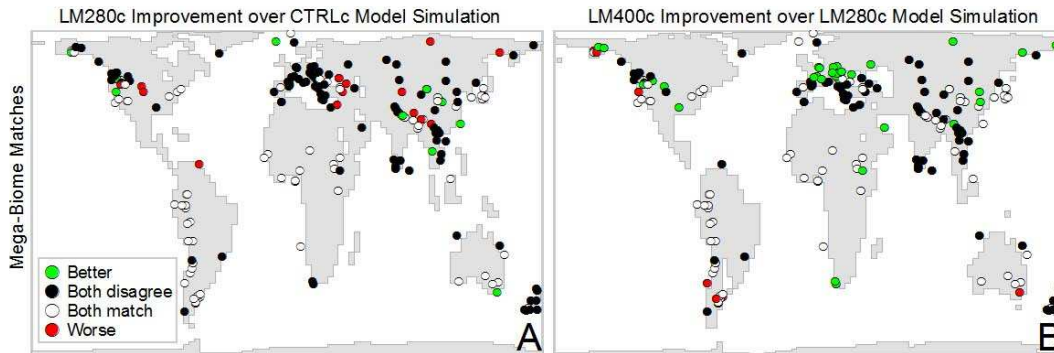 LM280c Improvement over CTRLc Model Simulation
LM400c Improvement over LM280c Model Simulation
Mega-Biome Matches
Better
Both disagree
Both match
Worse
A